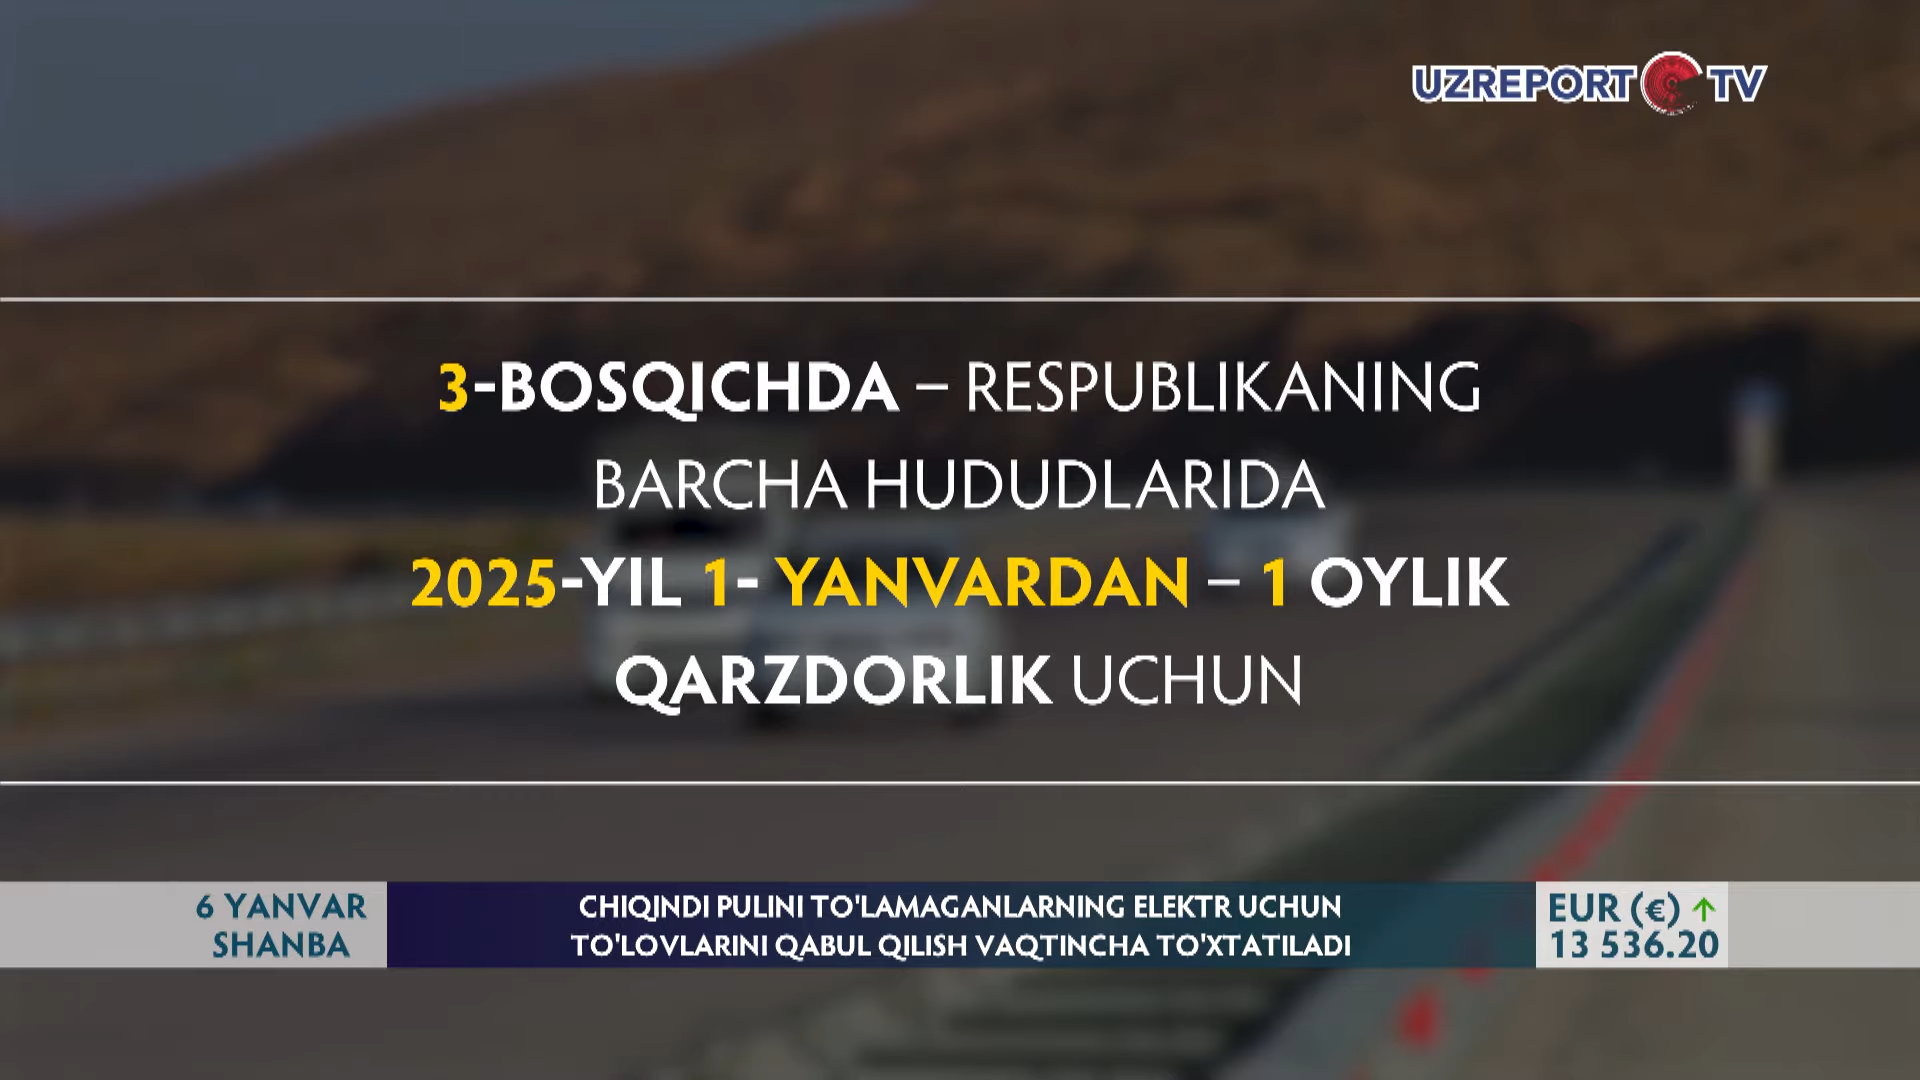 UZREPORT TV
3-BOSQICHDA – RESPUBLIKANING
BARCHA HUDUDLARIDA
2025-YIL 1- YANVARDAN – 1 OYLIK
QARZDORLIK UCHUN
6 YANVAR
SHANBA
CHIQINDI PULINI TO'LAMAGANLARNING ELEKTR UCHUN
TO'LOVLARINI QABUL QILISH VAQTINCHA TO'XTATILADI
EUR (€) ↑
13 536.20